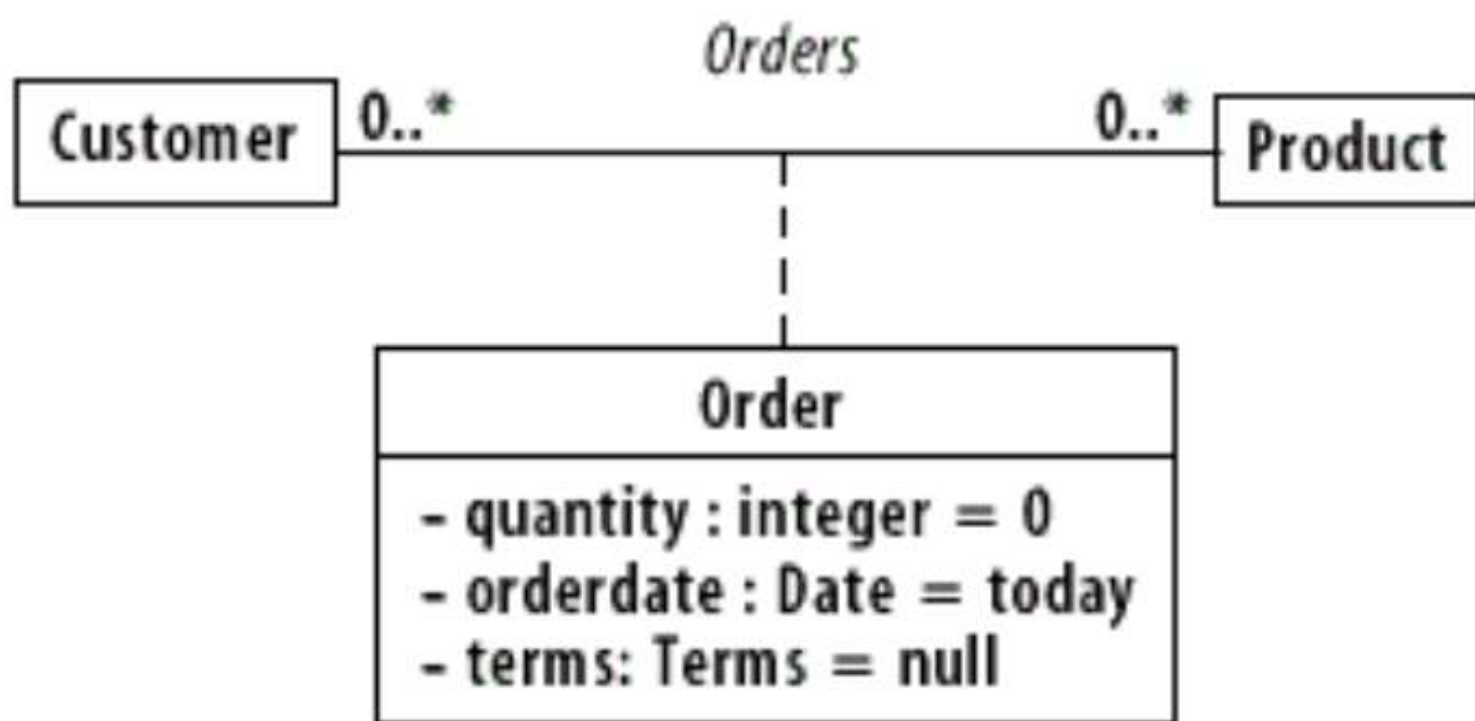 Orders
Customer
0..*
0..*
Product
Order
- quantity : integer = 0
- orderdate : Date = today
- terms: Terms = null